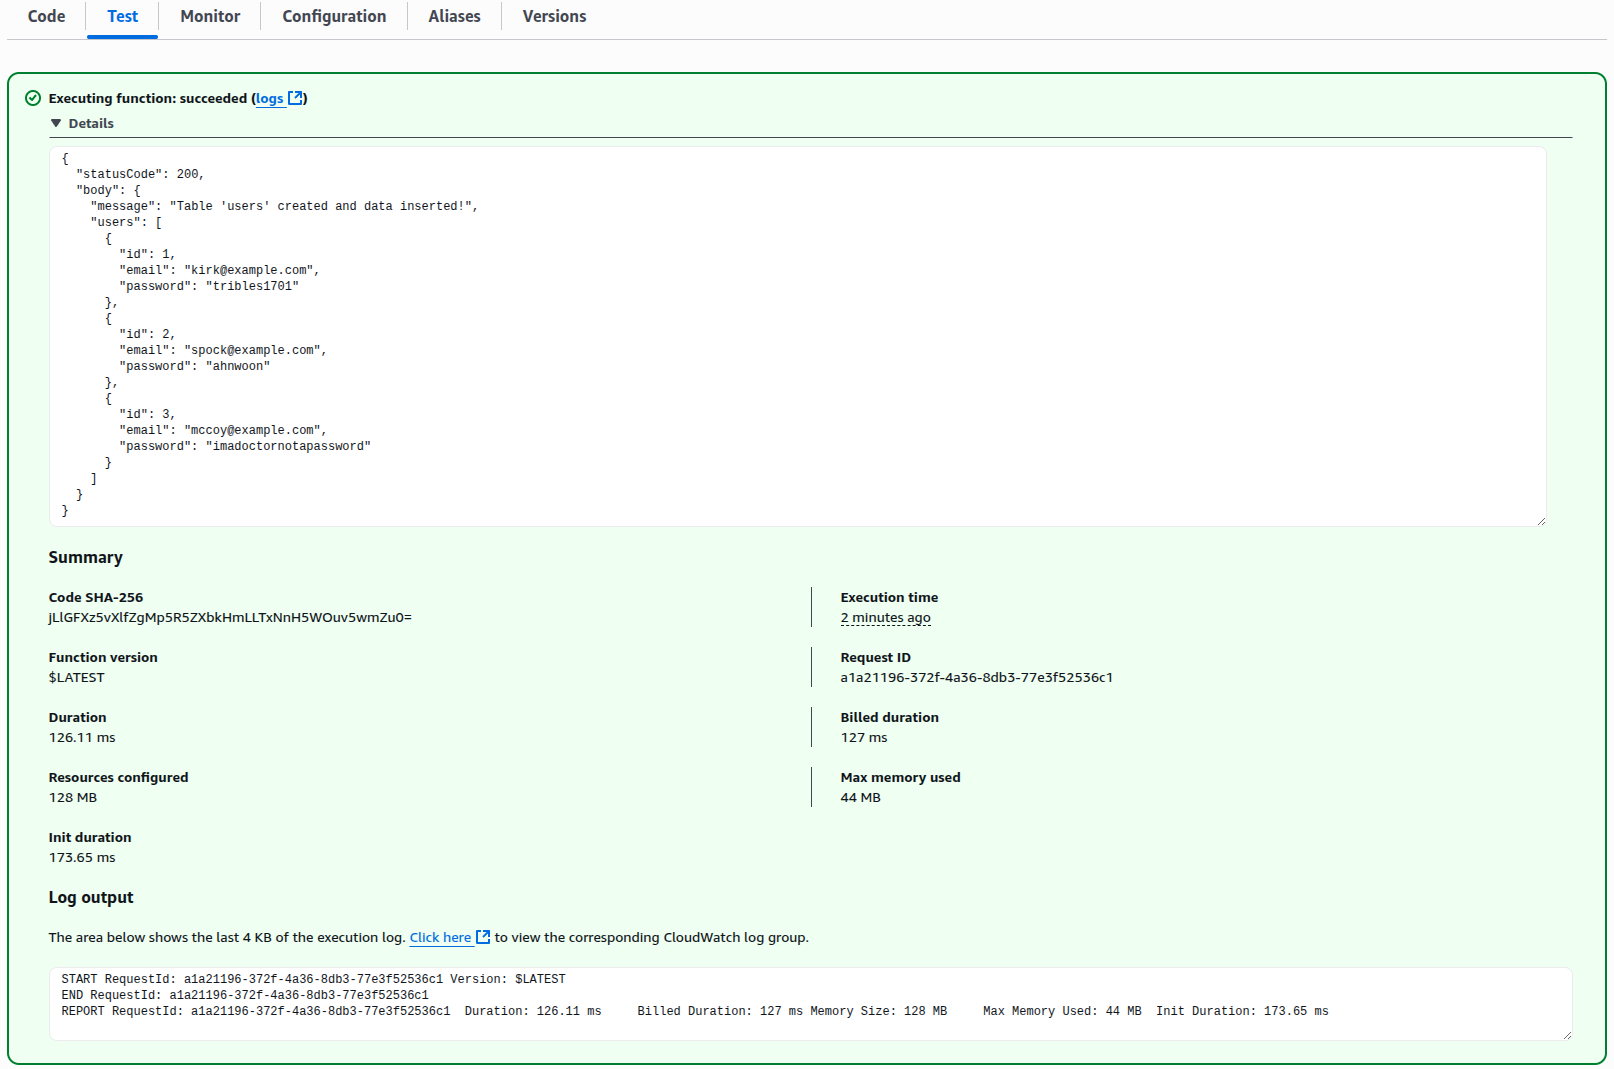 Code Test Monitor Configuration Aliases Versions
Executing function: succeeded (logs)
Details
{
  "statusCode": 200,
  "body": {
    "message": "Table 'users' created and data inserted!",
    "users": [
      {
        "id": 1,
        "email": "kirk@example.com",
        "password": "tribles1701"
      },
      {
        "id": 2,
        "email": "spock@example.com",
        "password": "ahnwoon"
      },
      {
        "id": 3,
        "email": "mccoy@example.com",
        "password": "imadoctornotapassword"
      }
    ]
  }
}
Summary
Code SHA-256
jLlGFXz5vXlfZgMp5R5ZXbkHmLLTxNnH5WOuv5wmZu0=
Execution time
2 minutes ago
Function version
$LATEST
Request ID
a1a21196-372f-4a36-8db3-77e3f52536c1
Duration
126.11 ms
Billed duration
127 ms
Resources configured
128 MB
Max memory used
44 MB
Init duration
173.65 ms
Log output
The area below shows the last 4 KB of the execution log. Click here to view the corresponding CloudWatch log group.
START RequestId: a1a21196-372f-4a36-8db3-77e3f52536c1 Version: $LATEST
END RequestId: a1a21196-372f-4a36-8db3-77e3f52536c1
REPORT RequestId: a1a21196-372f-4a36-8db3-77e3f52536c1  Duration: 126.11 ms     Billed Duration: 127 ms Memory Size: 128 MB     Max Memory Used: 44 MB  Init Duration: 173.65 ms